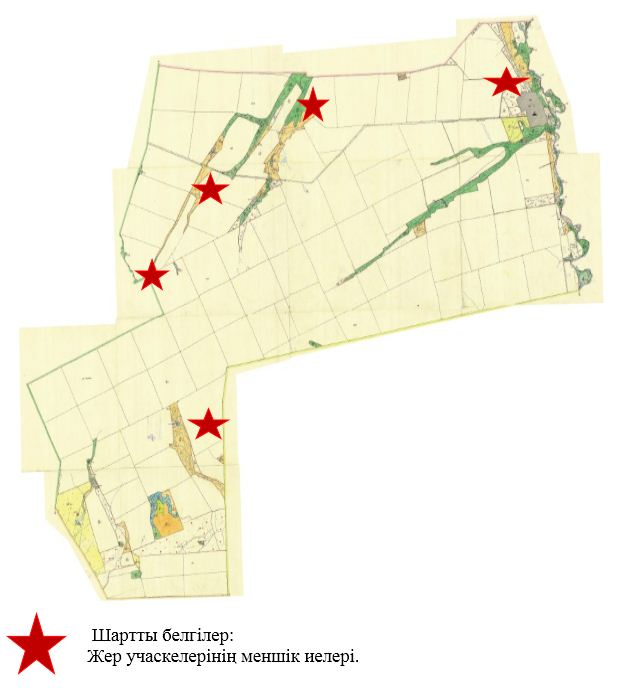 Шартты белгілер:
Жер учаскелерінің меншік иелері.